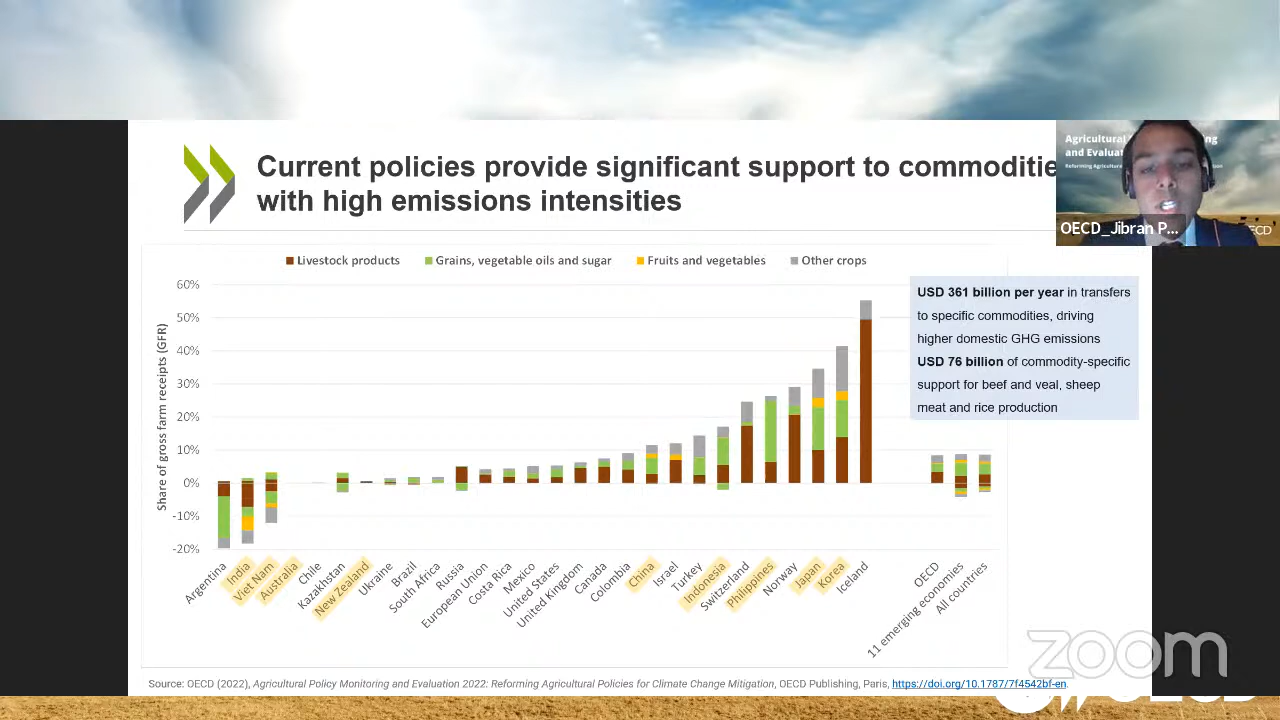 Current policies provide significant support to commoditie
with high emissions intensities
Agricultural
ng
and Evaluat
OECD_Jibran P...
ECD
Livestock products
Grains, vegetable oils and sugar
Fruits and vegetables
Other crops
Share of gross farm receipts (GFR)
60%
50%
40%
30%
20%
10%
0%
-10%
-20%
Argentina
India
Viet Nam
Australia
Chile
Kazakhstan
New Zealand
Ukraine
Brazil
South Africa
Russia
European Union
Costa Rica
Mexico
United States
United Kingdom
Canada
Colombia
China
Israel
Turkey
Indonesia
Switzerland
Philippines
Norway
Japan
Korea
Iceland
OECD
11 emerging economies
All countries
USD 361 billion per year in transfers
to specific commodities, driving
higher domestic GHG emissions
USD 76 billion of commodity-specific
support for beef and veal, sheep
meat and rice production
zoom
Source: OECD (2022), Agricultural Policy Monitoring and Evaluation 2022: Reforming Agricultural Policies for Climate Change Mitigation, OECD Publishing, Paris, https://doi.org/10.1787/7f4542bf-en.